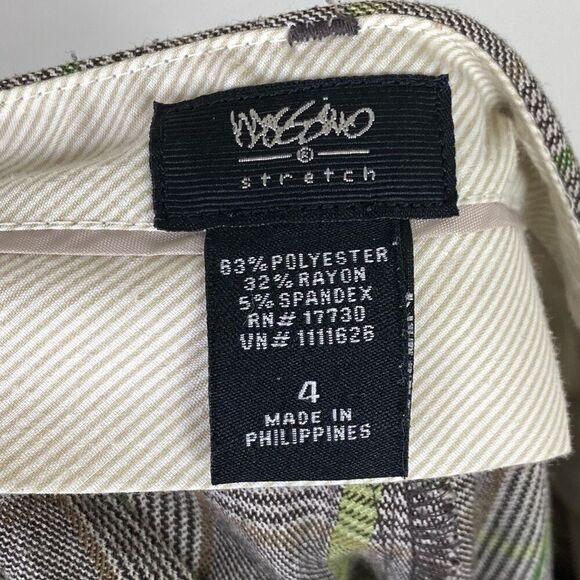 MOSSIMO
®
stretch
63% POLYESTER
32% RAYON
5% SPANDEX
RN# 17730
VN# 1111626
4
MADE IN
PHILIPPINES